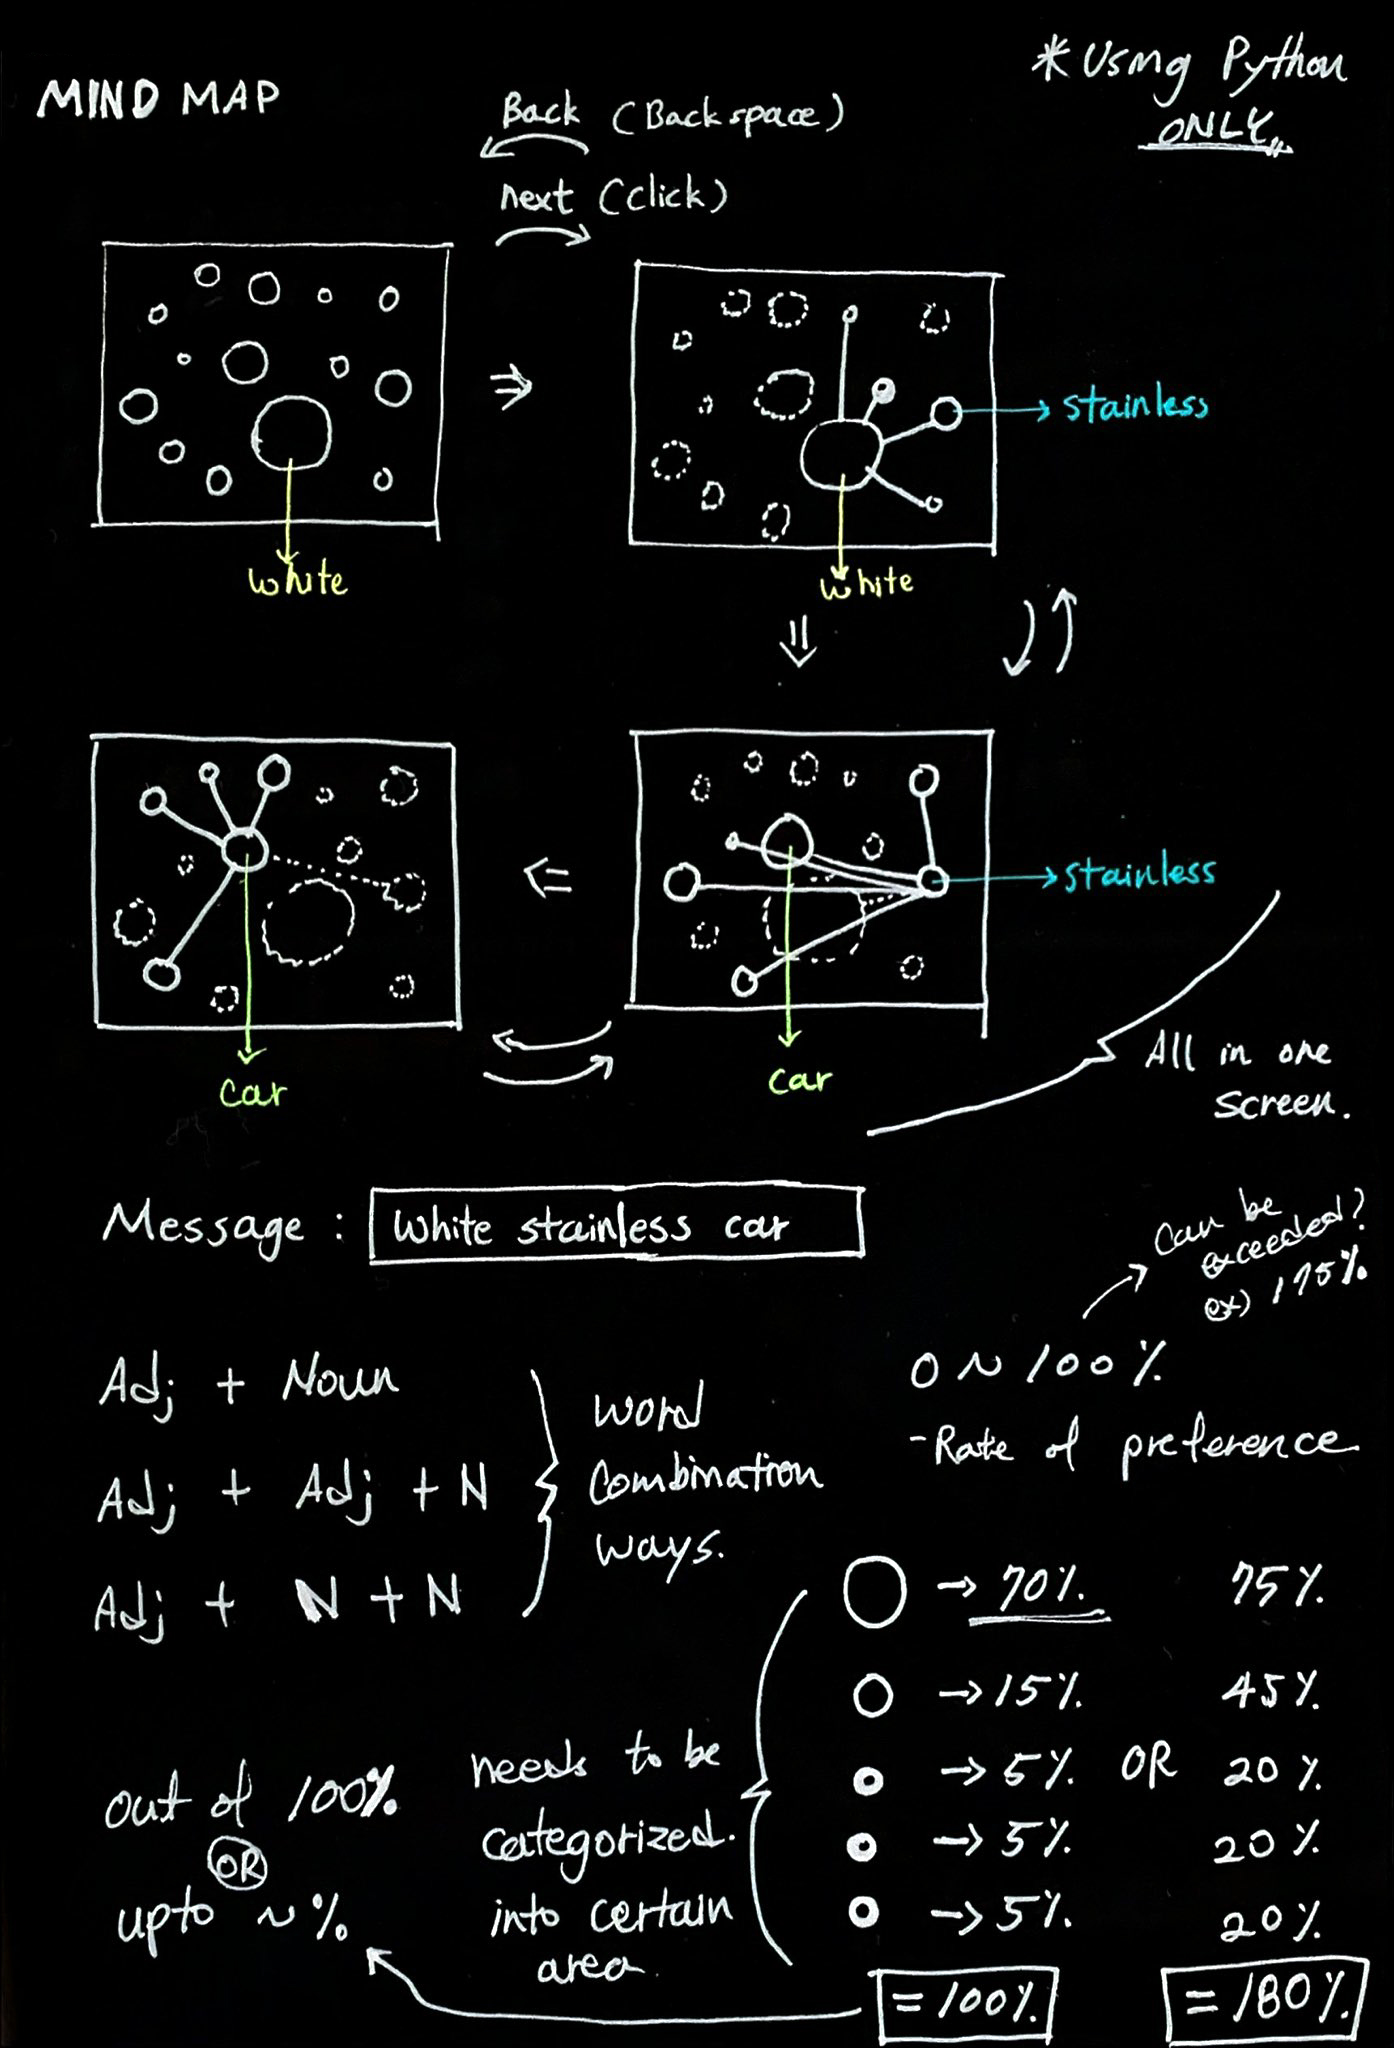 MIND MAP
* Using Python
ONLY
Back (Backspace)
next (Click)
stainless
white
white
stainless
car
car
All in one
screen.
Message : White stainless car
Can be
exceeded?
ex) 175%
0 ~ 100%
- Rate of preference
Adj + Noun
Adj + Adj + N
Adj + N + N
word
combination
ways.
→ 70% 75%
→ 15% 45%
→ 5% OR 20%
→ 5% 20%
→ 5% 20%
= 100% = 180%
needs to be
categorized.
into certain
area.
out of 100%
OR
upto ~%